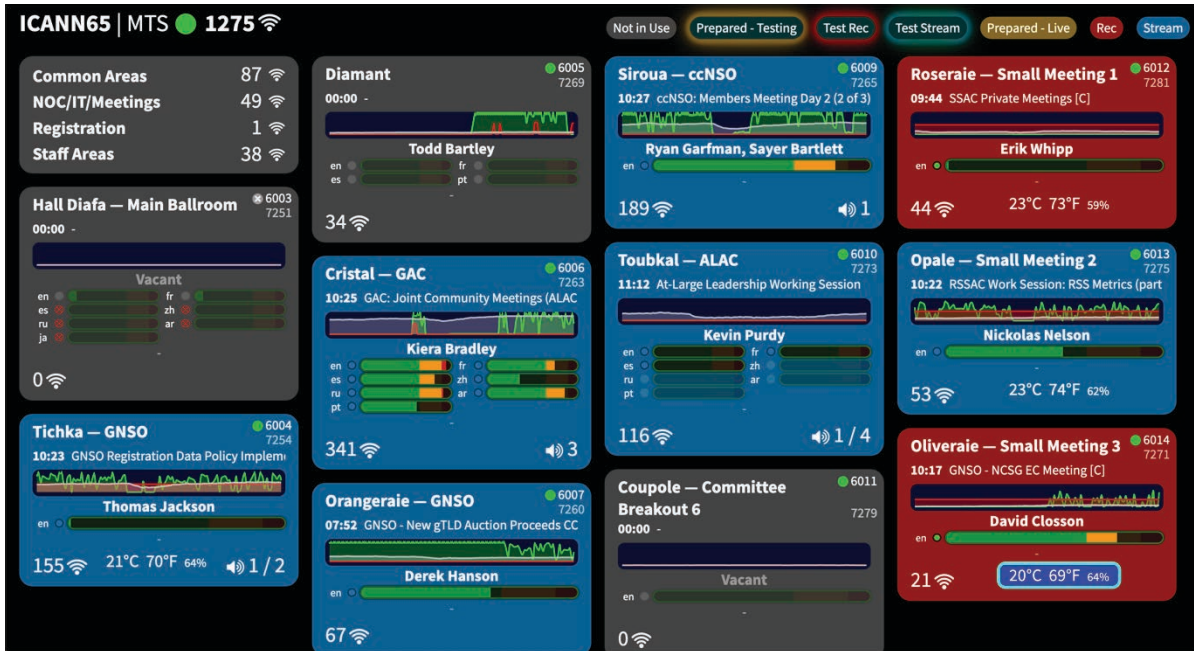 ICANN65 | MTS 1275
Not in Use Prepared - Testing Test Rec Test Stream Prepared - Live Rec Stream
Common Areas 87
NOC/IT/Meetings 49
Registration 1
Staff Areas 38
Hall Diafa — Main Ballroom 6003
7251
00:00 -
Vacant
en fr
es zh
ru ar
ja
-
0
Tichka — GNSO 6004
7254
10:23 GNSO Registration Data Policy Implem
Thomas Jackson
en
-
155 21°C 70°F 64% 1 / 2
Diamant 6005
7269
00:00 -
Todd Bartley
en fr
es pt
-
34
Cristal — GAC 6006
7263
10:25 GAC: Joint Community Meetings (ALAC
Kiera Bradley
en fr
es zh
ru ar
pt
-
341 3
Orangeraie — GNSO 6007
7260
07:52 GNSO - New gTLD Auction Proceeds CC
Derek Hanson
en
-
67
Siroua — ccNSO 6009
7265
10:27 ccNSO: Members Meeting Day 2 (2 of 3)
Ryan Garfman, Sayer Bartlett
en
-
189 1
Toubkal — ALAC 6010
7273
11:12 At-Large Leadership Working Session
Kevin Purdy
en fr
es zh
ru ar
pt
-
116 1 / 4
Coupole — Committee 6011
Breakout 6 7279
00:00 -
Vacant
en
-
0
Roseraie — Small Meeting 1 6012
7281
09:44 SSAC Private Meetings [C]
Erik Whipp
en
-
44 23°C 73°F 59%
Opale — Small Meeting 2 6013
7275
10:22 RSSAC Work Session: RSS Metrics (part
Nickolas Nelson
en
-
53 23°C 74°F 62%
Oliveraie — Small Meeting 3 6014
7271
10:17 GNSO - NCSG EC Meeting [C]
David Closson
en
-
21 20°C 69°F 64%